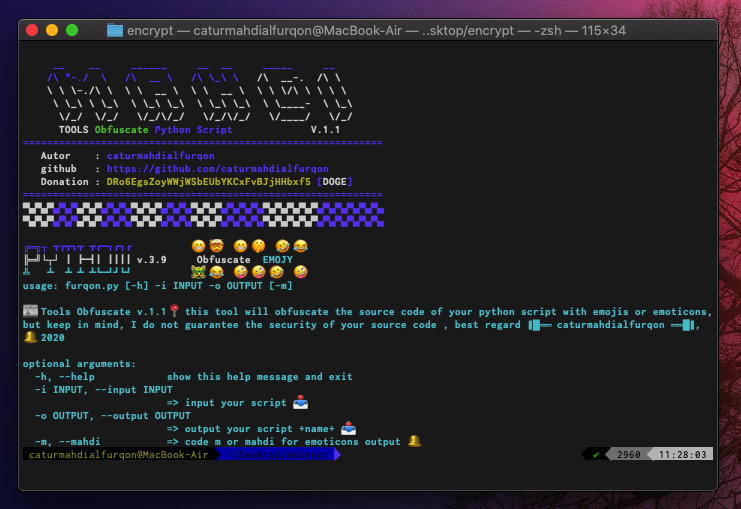 encrypt — caturmahdialfurqon@MacBook-Air — ..sktop/encrypt — -zsh — 115×34
TOOLS Obfuscate Python Script V.1.1
Autor : caturmahdialfurqon
github : https://github.com/caturmahdialfurqon
Donation : DRo6EgsZoyWWjWSbEUbYKCxFvBJjHHbxf5 [DOGE]
v.3.9 Obfuscate EMOJY
usage: furqon.py [-h] -i INPUT -o OUTPUT [-m]
📻Tools Obfuscate v.1.1📍 this tool will obfuscate the source code of your python script with emojis or emoticons,
but keep in mind, I do not guarantee the security of your source code , best regard ▐█══ caturmahdialfurqon ══█▌,
🔔2020
optional arguments:
-h, --help show this help message and exit
-i INPUT, --input INPUT
=> input your script 📤
-o OUTPUT, --output OUTPUT
=> output your script +name+ 📤
-m, --mahdi => code m or mahdi for emoticons output 🔔
caturmahdialfurqon@MacBook-Air ~/Desktop/encrypt ✔ 2960 11:28:03